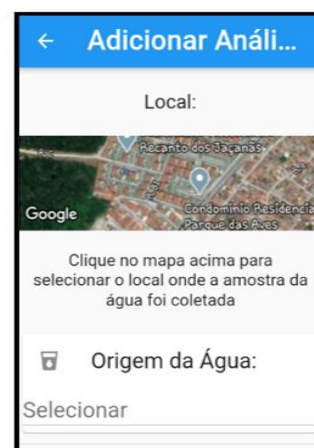 ← Adicionar Análi...
Local:
Recanto dos Jaçanãs
Google
Condomínio Residencia
Parque das Aves
Clique no mapa acima para
selecionar o local onde a amostra da
água foi coletada
Origem da Água:
Selecionar